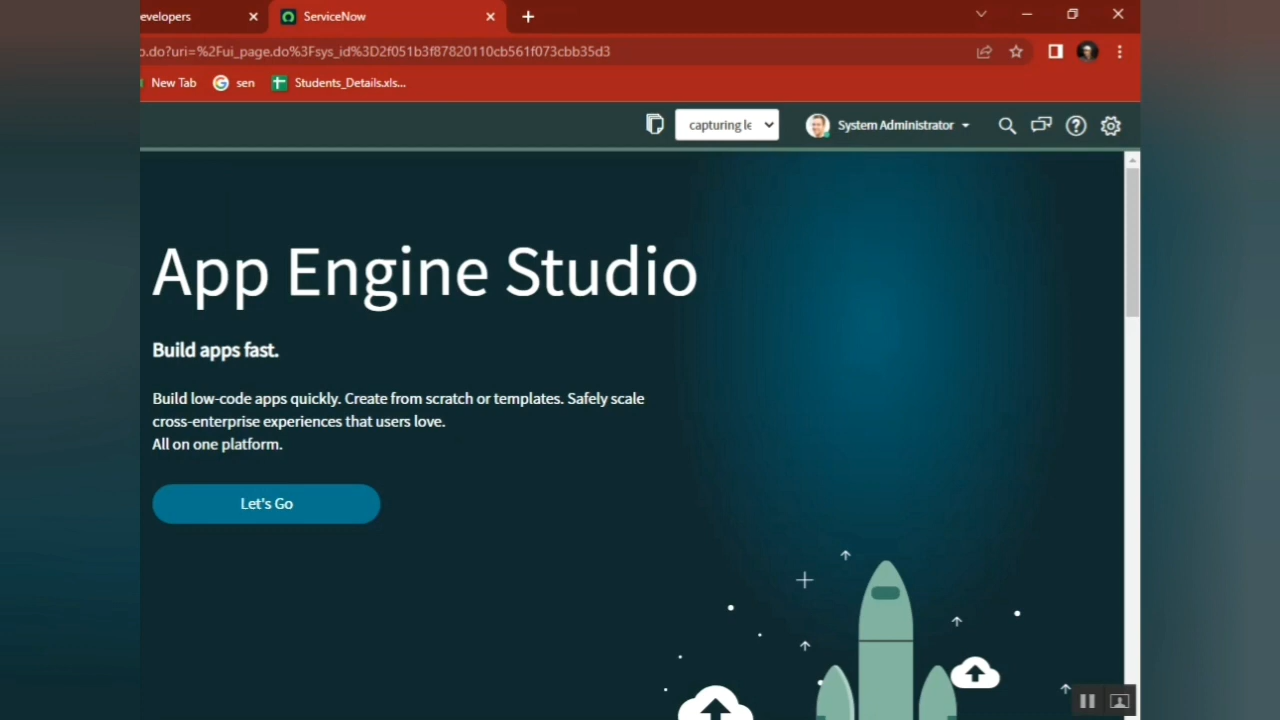 evelopers
ServiceNow
o.do?uri=%2Fui_page.do%3Fsys_id%3D2f051b3f87820110cb561f073cbb35d3
New Tab
sen
Students_Details.xls...
capturing le
System Administrator
App Engine Studio
Build apps fast.
Build low-code apps quickly. Create from scratch or templates. Safely scale
cross-enterprise experiences that users love.
All on one platform.
Let's Go